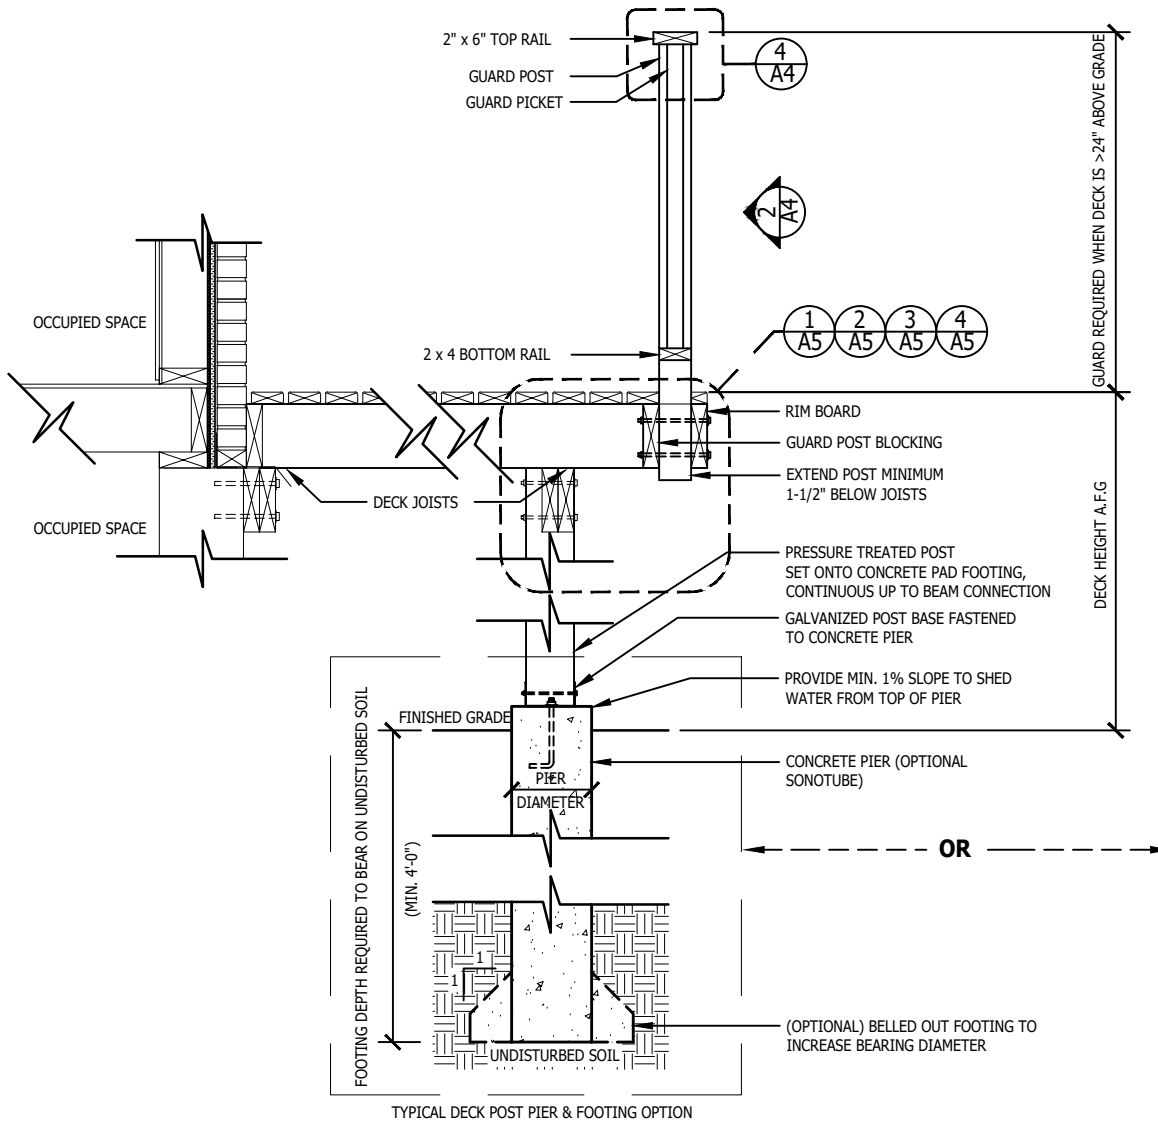 2" x 6" TOP RAIL
GUARD POST
GUARD PICKET
4
A4
GUARD REQUIRED WHEN DECK IS >24" ABOVE GRADE
2
A4
OCCUPIED SPACE
2 x 4 BOTTOM RAIL
1
A5
2
A5
3
A5
4
A5
RIM BOARD
GUARD POST BLOCKING
EXTEND POST MINIMUM
1-1/2" BELOW JOISTS
DECK JOISTS
OCCUPIED SPACE
DECK HEIGHT A.F.G
PRESSURE TREATED POST
SET ONTO CONCRETE PAD FOOTING,
CONTINUOUS UP TO BEAM CONNECTION
GALVANIZED POST BASE FASTENED
TO CONCRETE PIER
PROVIDE MIN. 1% SLOPE TO SHED
WATER FROM TOP OF PIER
FINISHED GRADE
FOOTING DEPTH REQUIRED TO BEAR ON UNDISTURBED SOIL
(MIN. 4'-0")
CONCRETE PIER (OPTIONAL
SONOTUBE)
PIER
DIAMETER
OR
1
1
(OPTIONAL) BELLED OUT FOOTING TO
INCREASE BEARING DIAMETER
UNDISTURBED SOIL
TYPICAL DECK POST PIER & FOOTING OPTION